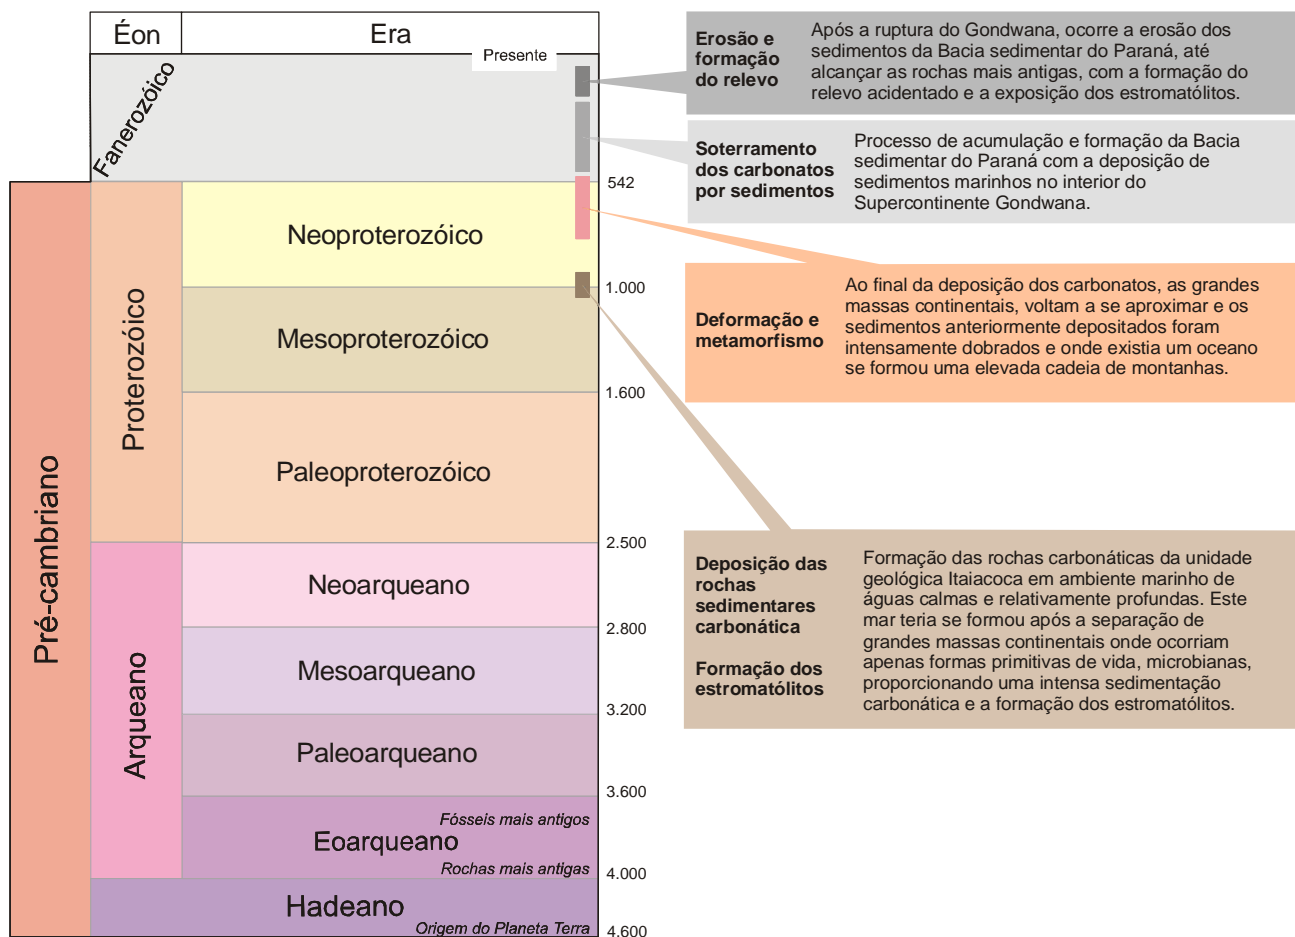 Éon
Era
Presente
Fanerozóico
542
Pré-cambriano
Proterozóico
Neoproterozóico
1.000
Mesoproterozóico
1.600
Paleoproterozóico
2.500
Arqueano
Neoarqueano
2.800
Mesoarqueano
3.200
Paleoarqueano
3.600
Fósseis mais antigos
Eoarqueano
Rochas mais antigas
4.000
Hadeano
Origem do Planeta Terra
4.600
Erosão e
formação
do relevo
Após a ruptura do Gondwana, ocorre a erosão dos
sedimentos da Bacia sedimentar do Paraná, até
alcançar as rochas mais antigas, com a formação do
relevo acidentado e a exposição dos estromatólitos.
Soterramento
dos carbonatos
por sedimentos
Processo de acumulação e formação da Bacia
sedimentar do Paraná com a deposição de
sedimentos marinhos no interior do
Supercontinente Gondwana.
Deformação e
metamorfismo
Ao final da deposição dos carbonatos, as grandes
massas continentais, voltam a se aproximar e os
sedimentos anteriormente depositados foram
intensamente dobrados e onde existia um oceano
se formou uma elevada cadeia de montanhas.
Deposição das
rochas
sedimentares
carbonática
Formação dos
estromatólitos
Formação das rochas carbonáticas da unidade
geológica Itaiacoca em ambiente marinho de
águas calmas e relativamente profundas. Este
mar teria se formou após a separação de
grandes massas continentais onde ocorriam
apenas formas primitivas de vida, microbianas,
proporcionando uma intensa sedimentação
carbonática e a formação dos estromatólitos.